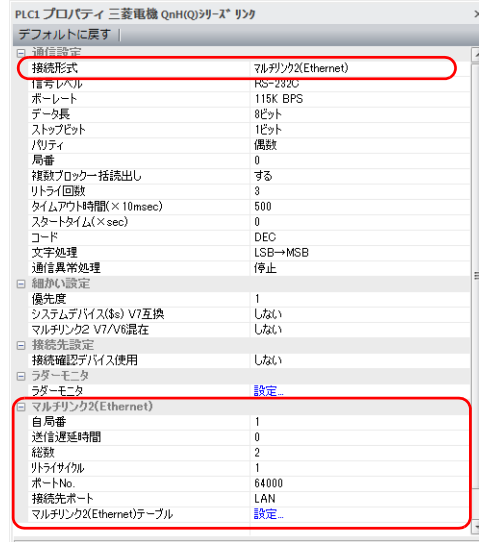 PLC1 プロパティ 三菱電機 QnH(Q)ｼﾘｰｽﾞ ﾘﾝｸ ×
デフォルトに戻す
通信設定
接続形式 マルチリンク2(Ethernet)
信号レベル RS-232C
ボーレート 115K BPS
データ長 8ビット
ストップビット 1ビット
パリティ 偶数
局番 0
複数ブロック一括読出し する
リトライ回数 3
タイムアウト時間(×10msec) 500
スタートタイム(×sec) 0
コード DEC
文字処理 LSB→MSB
通信異常処理 停止
細かい設定
優先度 1
システムデバイス($s) V7互換 しない
マルチリンク2 V7/V6混在 しない
接続先設定
接続確認デバイス使用 しない
ラダーモニタ
ラダーモニタ 設定...
マルチリンク2(Ethernet)
自局番 1
送信遅延時間 0
総数 2
リトライサイクル 1
ポートNo. 64000
接続先ポート LAN
マルチリンク2(Ethernet)テーブル 設定...